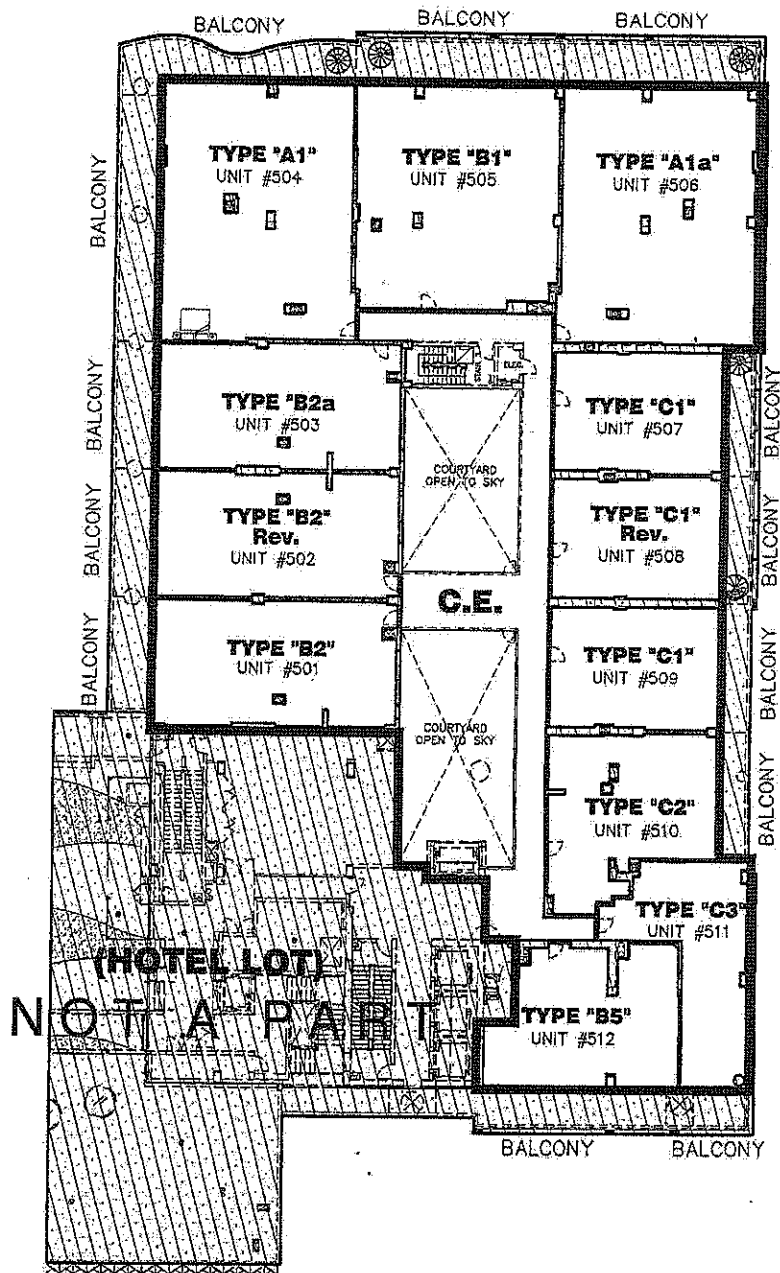 BALCONY
BALCONY
BALCONY
TYPE "A1"
UNIT #504
TYPE "B1"
UNIT #505
TYPE "A1a"
UNIT #506
BALCONY
STAIR
ELEV.
TYPE "B2a
UNIT #503
BALCONY
COURTYARD
OPEN TO SKY
TYPE "C1"
UNIT #507
BALCONY
TYPE "B2"
Rev.
UNIT #502
BALCONY
TYPE "C1"
Rev.
UNIT #508
BALCONY
C.E.
TYPE "B2"
UNIT #501
BALCONY
TYPE "C1"
UNIT #509
BALCONY
COURTYARD
OPEN TO SKY
TYPE "C2"
UNIT #510
BALCONY
TYPE "C3"
UNIT #511
(HOTEL LOT)
NOT A PART
TYPE "B5"
UNIT #512
BALCONY
BALCONY